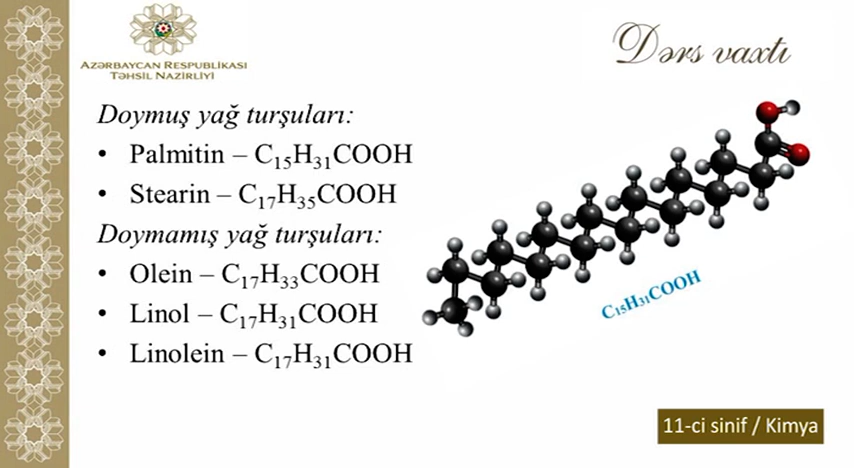 AZƏRBAYCAN RESPUBLİKASI
TƏHSİL NAZİRLİYİ
Dərs vaxtı
Doymuş yağ turşuları:
• Palmitin – C₁₅H₃₁COOH
• Stearin – C₁₇H₃₅COOH
Doymamış yağ turşuları:
• Olein – C₁₇H₃₃COOH
• Linol – C₁₇H₃₁COOH
• Linolein – C₁₇H₃₁COOH
C₁₅H₃₁COOH
11-ci sinif / Kimya